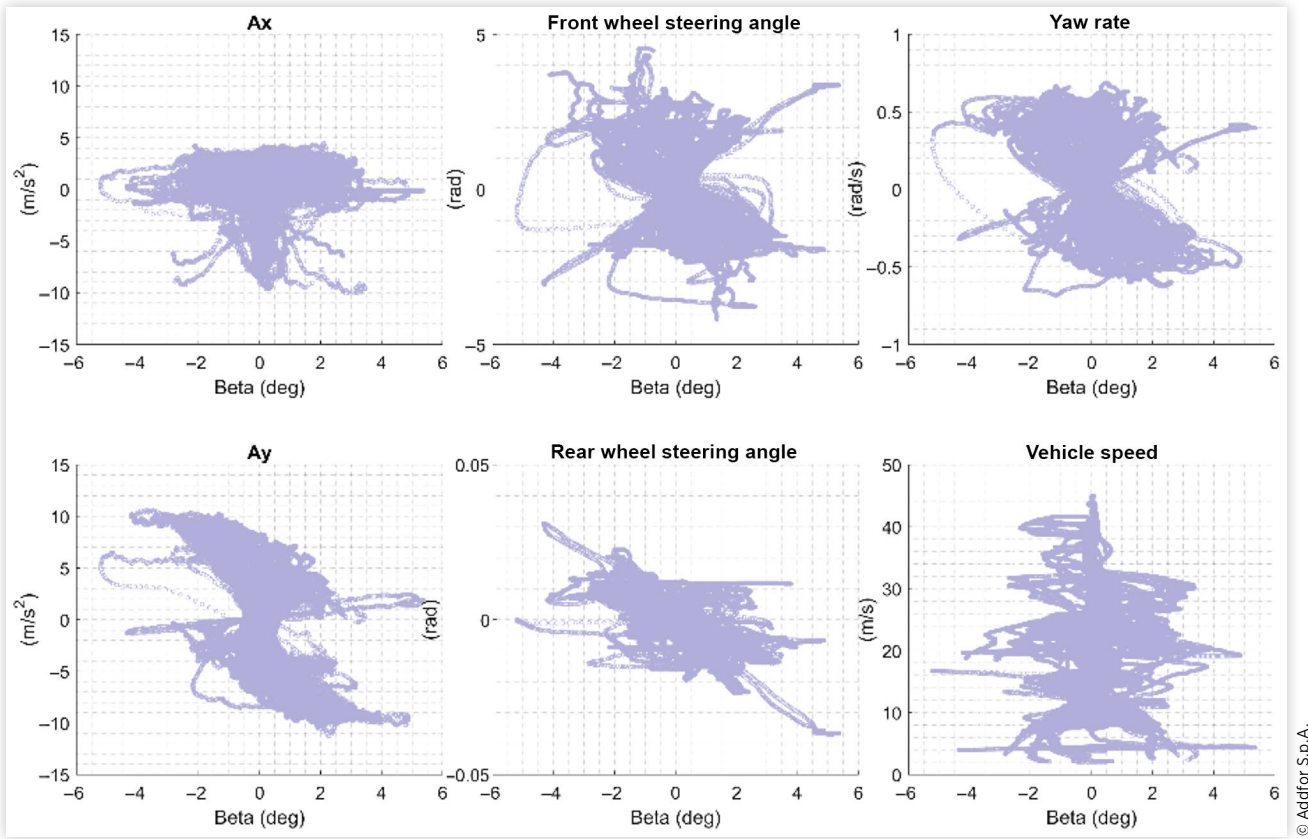 Ax
15
10
5
0
–5
–10
–15
(m/s²)
–6 –4 –2 0 2 4 6
Beta (deg)
Front wheel steering angle
5
0
–5
(rad)
–6 –4 –2 0 2 4 6
Beta (deg)
Yaw rate
1
0.5
0
–0.5
–1
(rad/s)
–6 –4 –2 0 2 4 6
Beta (deg)
Ay
15
10
5
0
–5
–10
–15
(m/s²)
–6 –4 –2 0 2 4 6
Beta (deg)
Rear wheel steering angle
0.05
0
–0.05
(rad)
–6 –4 –2 0 2 4 6
Beta (deg)
Vehicle speed
50
40
30
20
10
0
(m/s)
–6 –4 –2 0 2 4 6
Beta (deg)
© Addfor S.p.A.